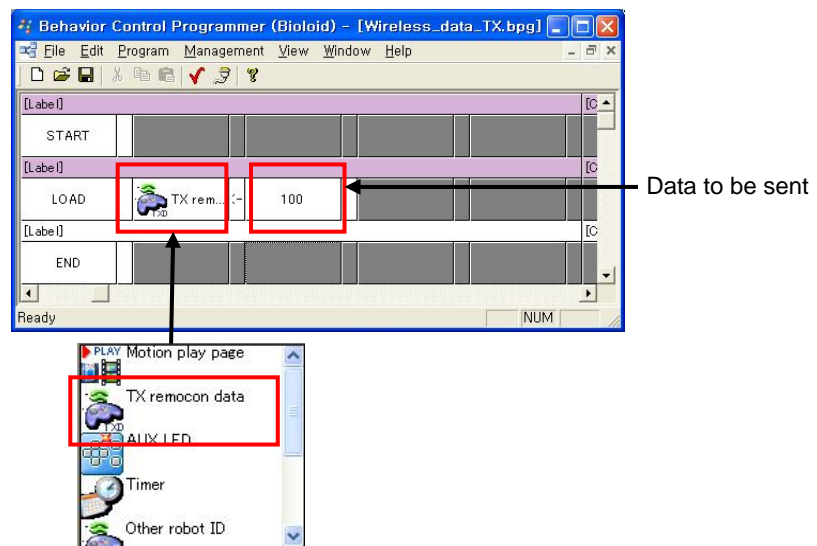 Behavior Control Programmer (Bioloid) - [Wireless_data_TX.bpg]
File Edit Program Management View Window Help
[Label] [C
START
[Label] [C
LOAD TXD TX rem... <- 100
Data to be sent
[Label] [C
END
Ready NUM
PLAY Motion play page
TX remocon data
TXD
AUX LED
Timer
Other robot ID